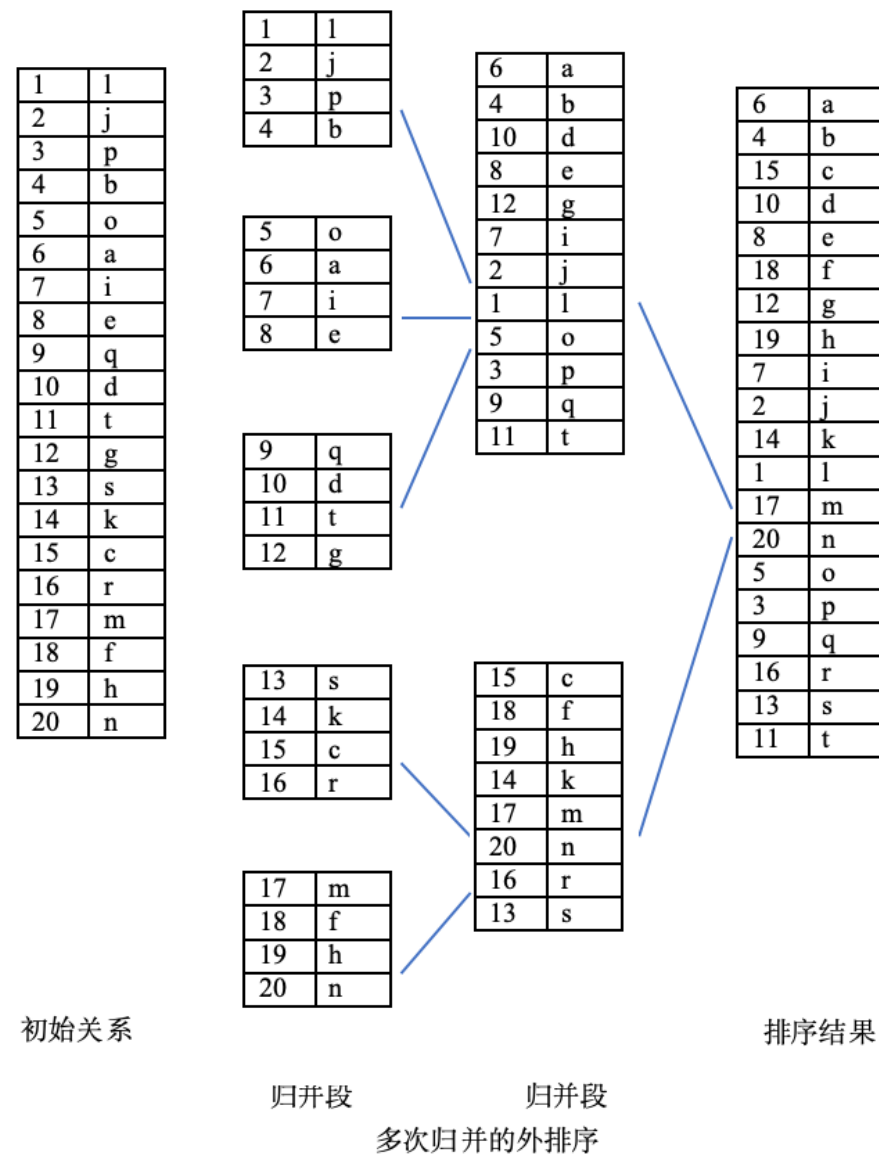 1 l
2 j
3 p
4 b
5 o
6 a
7 i
8 e
9 q
10 d
11 t
12 g
13 s
14 k
15 c
16 r
17 m
18 f
19 h
20 n
初始关系
1 l
2 j
3 p
4 b
5 o
6 a
7 i
8 e
9 q
10 d
11 t
12 g
13 s
14 k
15 c
16 r
17 m
18 f
19 h
20 n
归并段
6 a
4 b
10 d
8 e
12 g
7 i
2 j
1 l
5 o
3 p
9 q
11 t
15 c
18 f
19 h
14 k
17 m
20 n
16 r
13 s
归并段
6 a
4 b
15 c
10 d
8 e
18 f
12 g
19 h
7 i
2 j
14 k
1 l
17 m
20 n
5 o
3 p
9 q
16 r
13 s
11 t
排序结果
多次归并的外排序